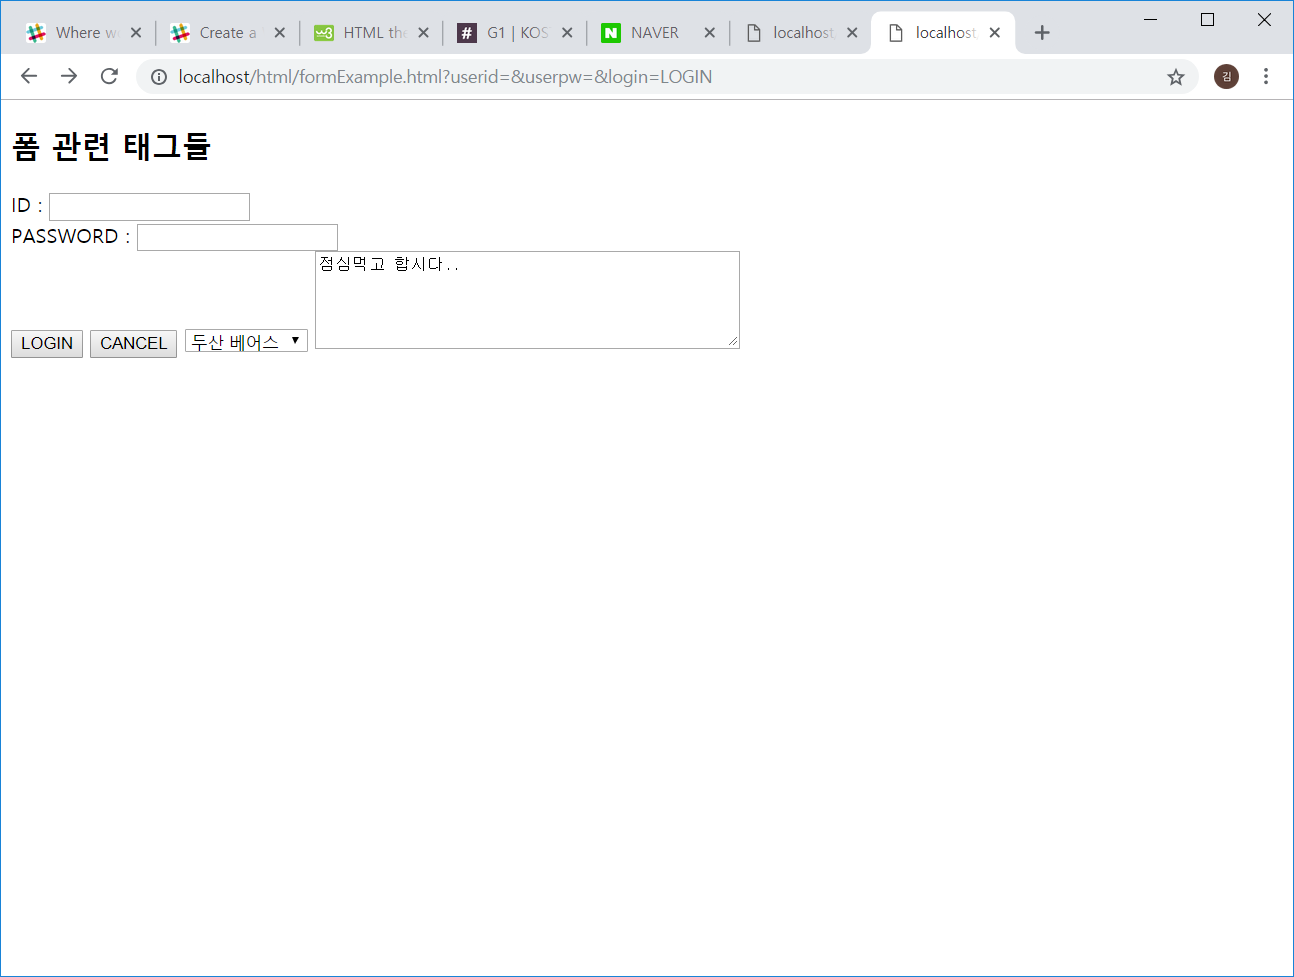 Where w
Create a
HTML the
G1 | KOS
NAVER
localhost
localhost
localhost/html/formExample.html?userid=&userpw=&login=LOGIN
김
폼 관련 태그들
ID :
PASSWORD :
점심먹고 합시다..
LOGIN CANCEL 두산 베어스